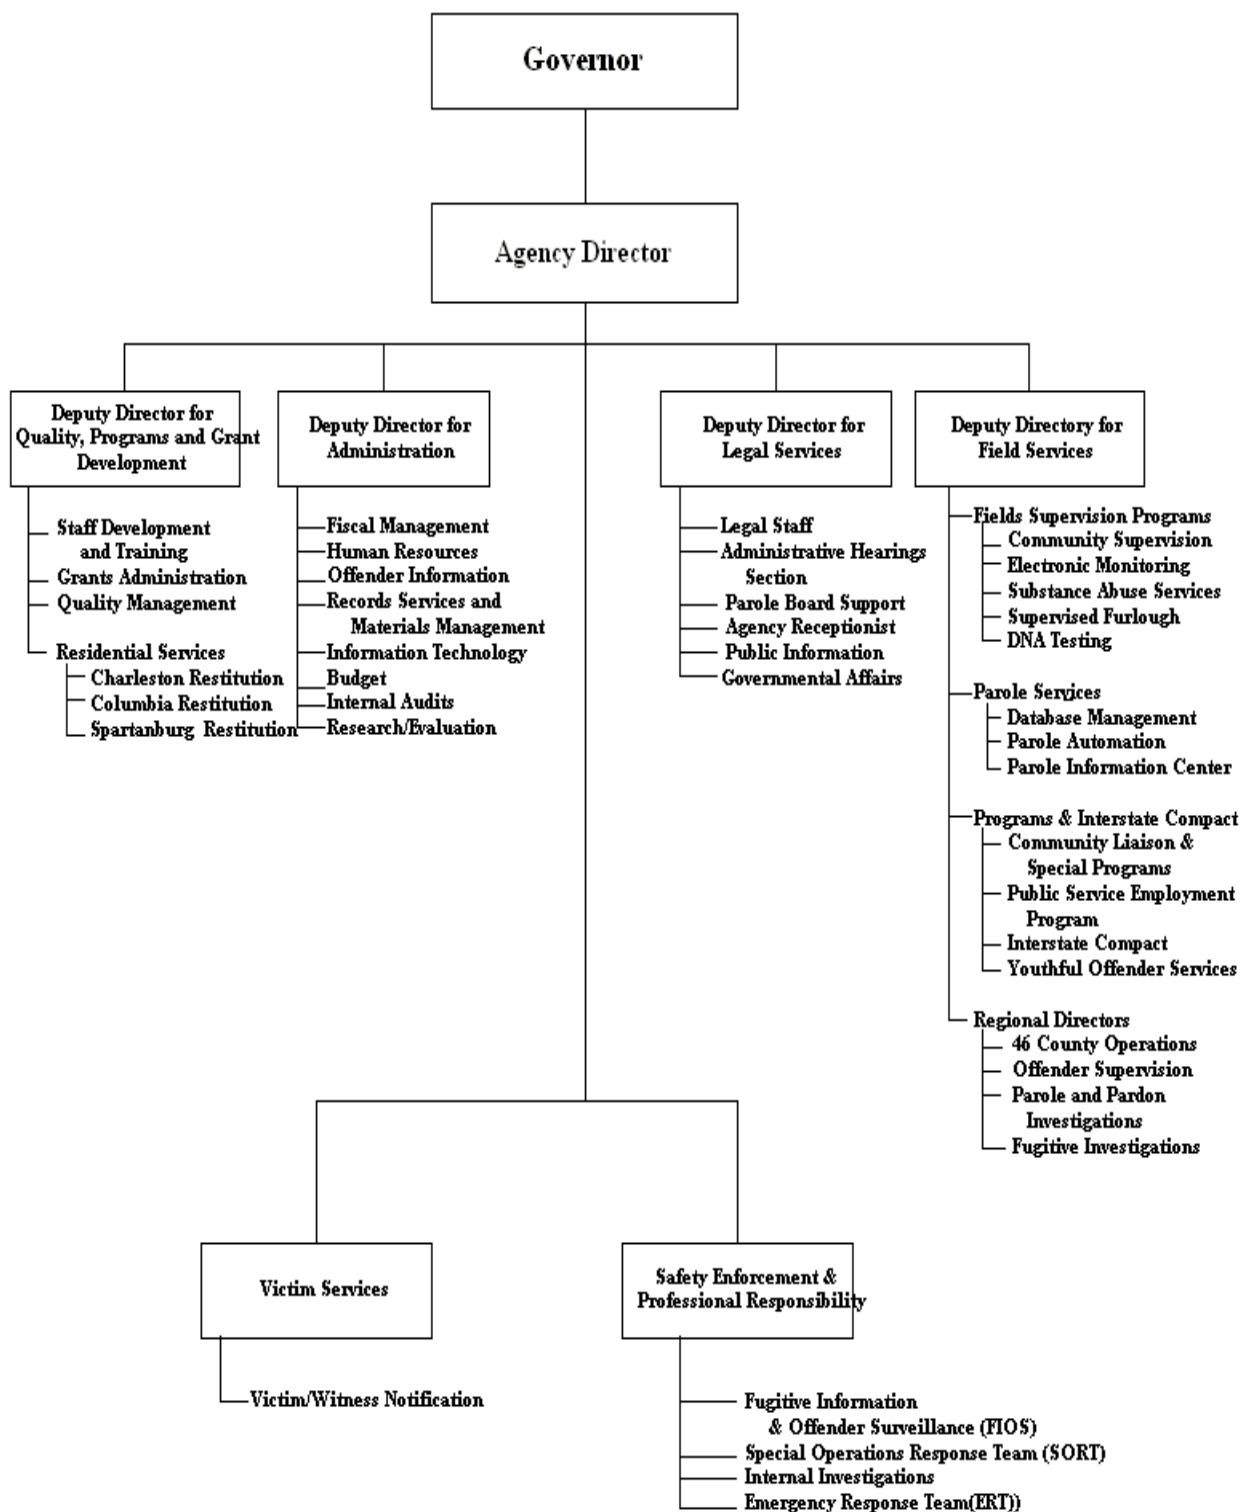 Governor
Agency Director
Deputy Director for
Quality, Programs and Grant
Development
Staff Development
and Training
Grants Administration
Quality Management
Residential Services
Charleston Restitution
Columbia Restitution
Spartanburg Restitution
Deputy Director for
Administration
Fiscal Management
Human Resources
Offender Information
Records Services and
Materials Management
Information Technology
Budget
Internal Audits
Research/Evaluation
Deputy Director for
Legal Services
Legal Staff
Administrative Hearings
Section
Parole Board Support
Agency Receptionist
Public Information
Governmental Affairs
Deputy Directory for
Field Services
Fields Supervision Programs
Community Supervision
Electronic Monitoring
Substance Abuse Services
Supervised Furlough
DNA Testing
Parole Services
Database Management
Parole Automation
Parole Information Center
Programs & Interstate Compact
Community Liaison &
Special Programs
Public Service Employment
Program
Interstate Compact
Youthful Offender Services
Regional Directors
46 County Operations
Offender Supervision
Parole and Pardon
Investigations
Fugitive Investigations
Victim Services
Victim/Witness Notification
Safety Enforcement &
Professional Responsibility
Fugitive Information
& Offender Surveillance (FIOS)
Special Operations Response Team (SORT)
Internal Investigations
Emergency Response Team(ERT))